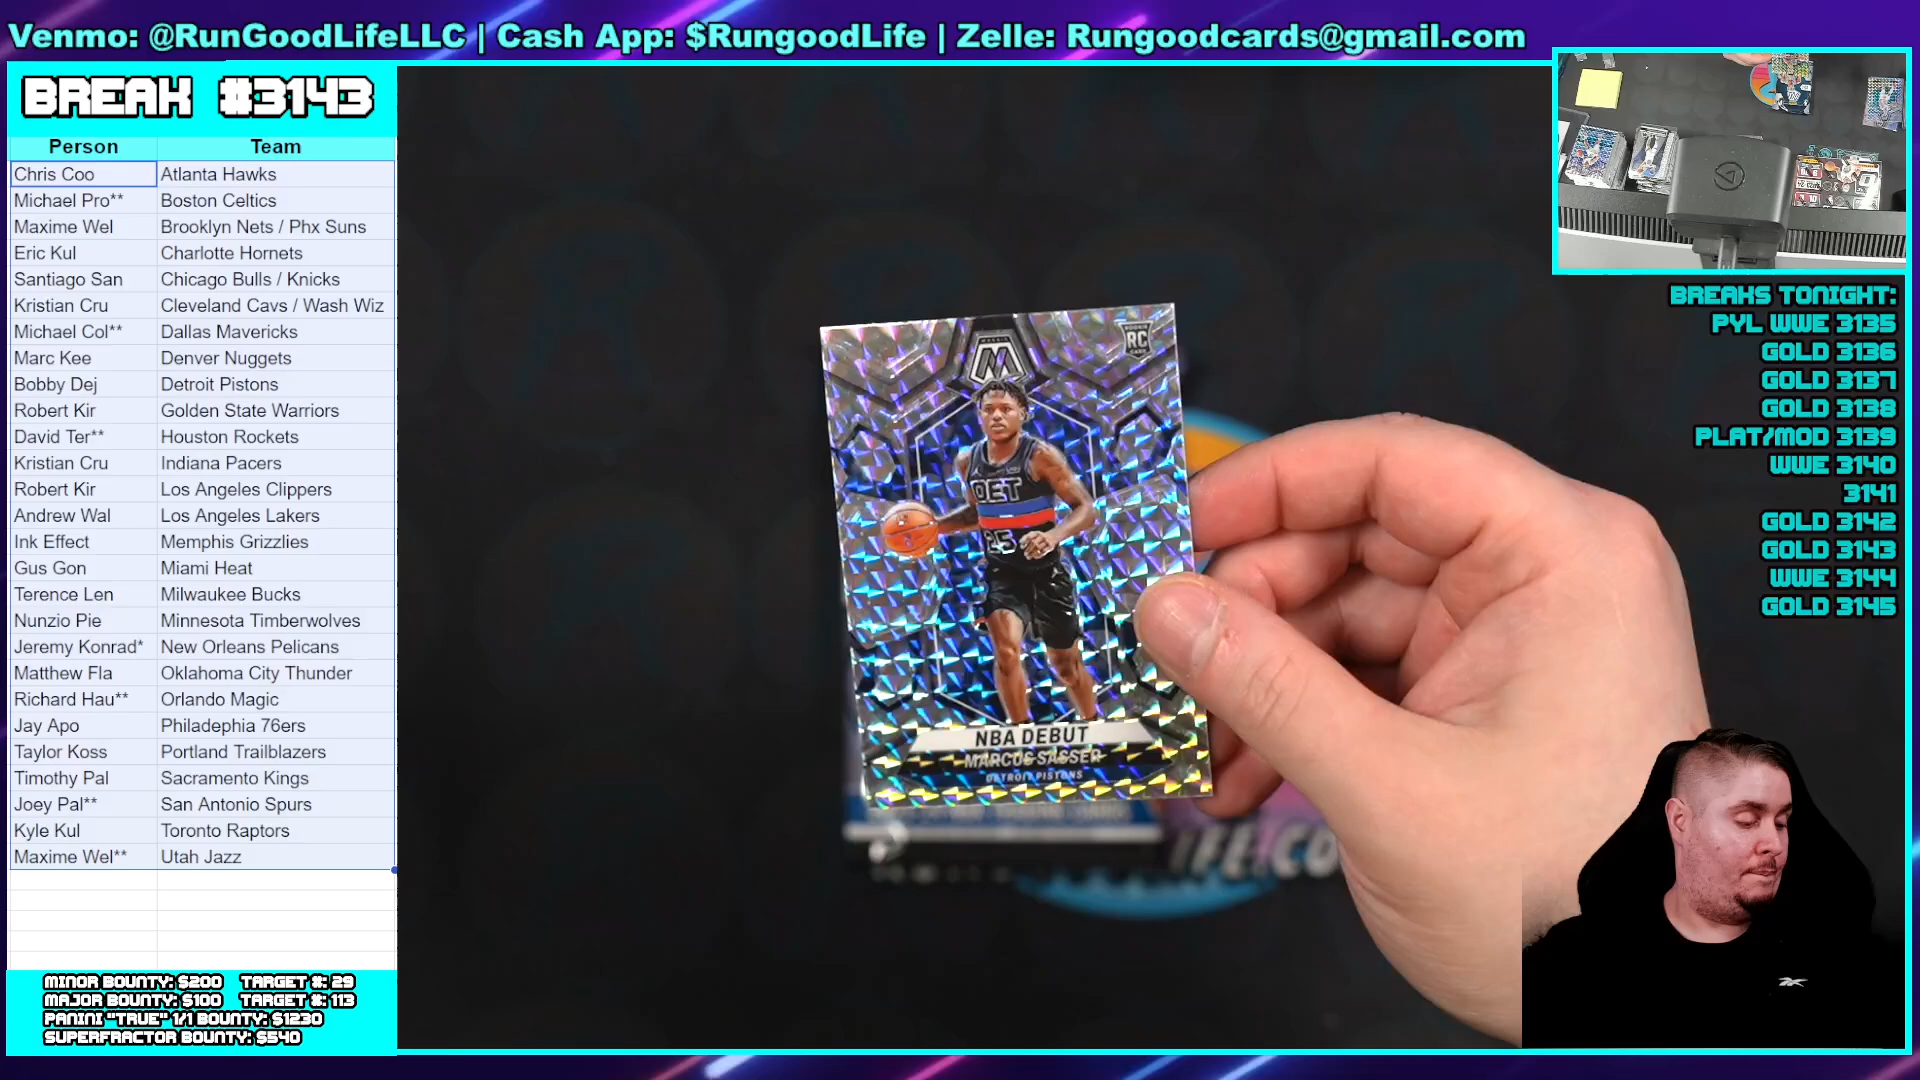 Venmo: @RunGoodLifeLLC | Cash App: $RungoodLife | Zelle: Rungoodcards@gmail.com
BREAK #3143
Person Team
Chris Coo Atlanta Hawks
Michael Pro** Boston Celtics
Maxime Wel Brooklyn Nets / Phx Suns
Eric Kul Charlotte Hornets
Santiago San Chicago Bulls / Knicks
Kristian Cru Cleveland Cavs / Wash Wiz
Michael Col** Dallas Mavericks
Marc Kee Denver Nuggets
Bobby Dej Detroit Pistons
Robert Kir Golden State Warriors
David Ter** Houston Rockets
Kristian Cru Indiana Pacers
Robert Kir Los Angeles Clippers
Andrew Wal Los Angeles Lakers
Ink Effect Memphis Grizzlies
Gus Gon Miami Heat
Terence Len Milwaukee Bucks
Nunzio Pie Minnesota Timberwolves
Jeremy Konrad* New Orleans Pelicans
Matthew Fla Oklahoma City Thunder
Richard Hau** Orlando Magic
Jay Apo Philadephia 76ers
Taylor Koss Portland Trailblazers
Timothy Pal Sacramento Kings
Joey Pal** San Antonio Spurs
Kyle Kul Toronto Raptors
Maxime Wel** Utah Jazz
MINOR BOUNTY: $200 TARGET #: 29
MAJOR BOUNTY: $100 TARGET #: 113
PANINI "TRUE" 1/1 BOUNTY: $1230
SUPERFRACTOR BOUNTY: $540
RC
DET
25
NBA DEBUT
MARCUS SASSER
DETROIT PISTONS
IFE.CO
BREAKS TONIGHT:
PYL WWE 3135
GOLD 3136
GOLD 3137
GOLD 3138
PLAT/MOD 3139
WWE 3140
3141
GOLD 3142
GOLD 3143
WWE 3144
GOLD 3145